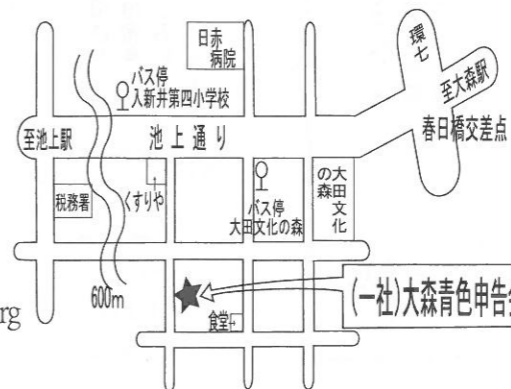 日赤
病院
環七
至大森駅
バス停
入新井第四小学校
至池上駅
池上通り
春日橋交差点
税務署
くすりや
バス停
大田文化の森
大田文化
の森
600m
(一社)大森青色申告会
食堂
rg